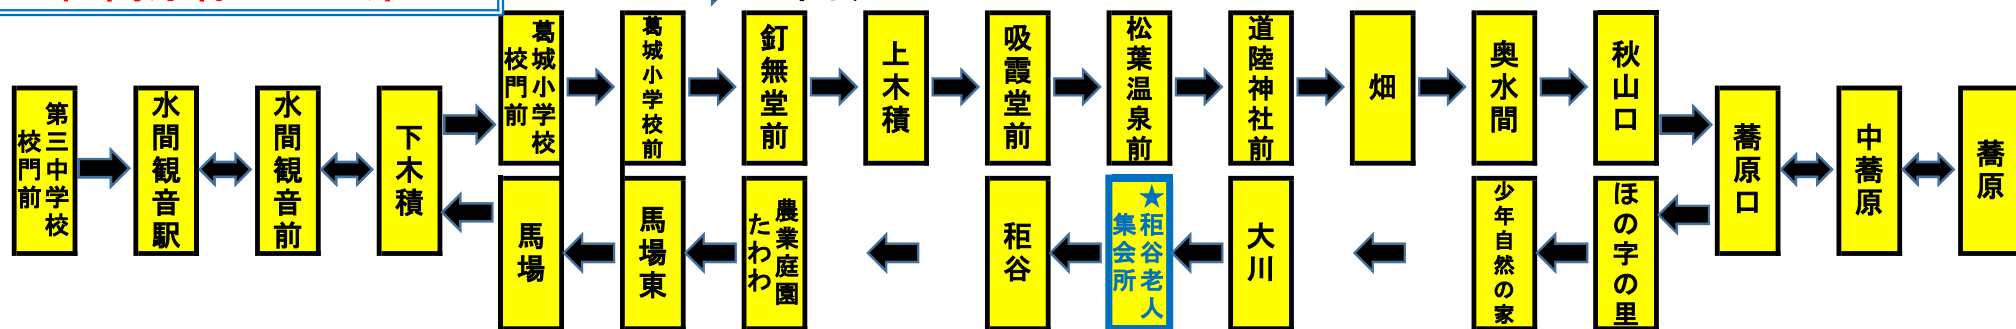 第三中学校
校門前
水間観音駅
水間観音前
下木積
葛城小学校
校門前
葛城小学校前
釘無堂前
上木積
吸霞堂前
松葉温泉前
道陸神社前
畑
奥水間
秋山口
蕎原口
中蕎原
蕎原
馬場
馬場東
農業庭園
たわわ
秬谷
★秬谷老人
集会所
大川
少年自然の家
ほの字の里